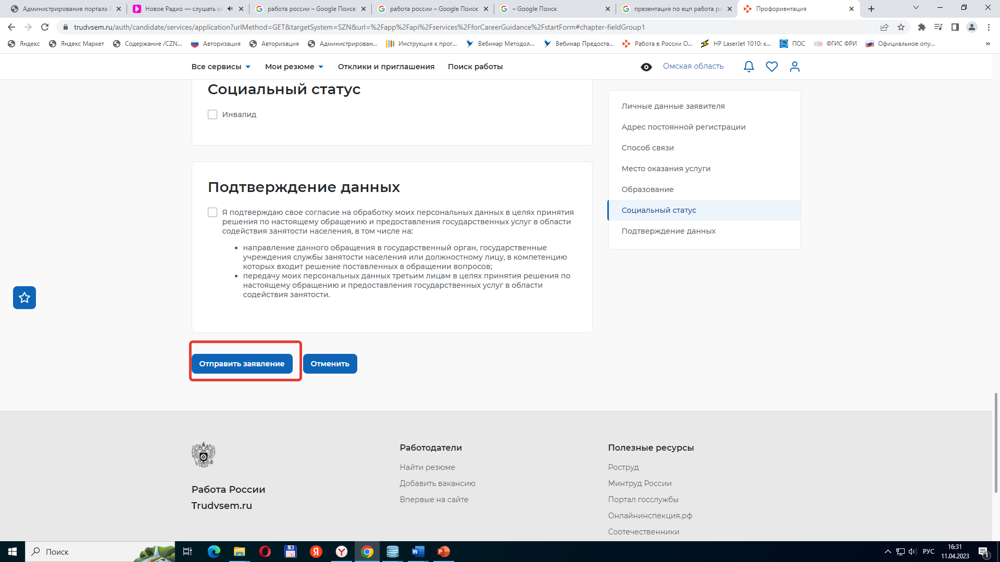 Администрирование портала
Новое Радио — слушать о
работа россии – Google Поиск
работа россии – Google Поиск
– Google Поиск
презентация по ецп работа ро
Профориентация
trudvsem.ru/auth/candidate/services/application?urlMethod=GET&targetSystem=SZN&url=%2Fapp%2Fapi%2Fservices%2FforCareerGuidance%2FstartForm#chapter-fieldGroup1
Яндекс
Яндекс Маркет
Содержание /CZN...
Авторизация
Авторизация
Администрирован...
Инструкция к прог...
Вебинар Методол...
Вебинар Предоста...
Работа в России О...
HP LaserJet 1010: к...
ПОС
ФГИС ФРИ
Официальное опу...
»
Все сервисы
Мои резюме
Отклики и приглашения
Поиск работы
Омская область
Социальный статус
Инвалид
Подтверждение данных
Я подтверждаю свое согласие на обработку моих персональных данных в целях принятия
решения по настоящему обращению и предоставления государственных услуг в области
содействия занятости населения, в том числе на:
• направление данного обращения в государственный орган, государственные
учреждения службы занятости населения или должностному лицу, в компетенцию
которых входит решение поставленных в обращении вопросов;
• передачу моих персональных данных третьим лицам в целях принятия решения по
настоящему обращению и предоставления государственных услуг в области
содействия занятости.
Отправить заявление
Отменить
Личные данные заявителя
Адрес постоянной регистрации
Способ связи
Место оказания услуги
Образование
Социальный статус
Подтверждение данных
Работа России
Trudvsem.ru
Работодатели
Найти резюме
Добавить вакансию
Впервые на сайте
Полезные ресурсы
Роструд
Минтруд России
Портал госслужбы
Онлайнинспекция.рф
Соотечественники
Поиск
РУС
16:31
11.04.2023
1